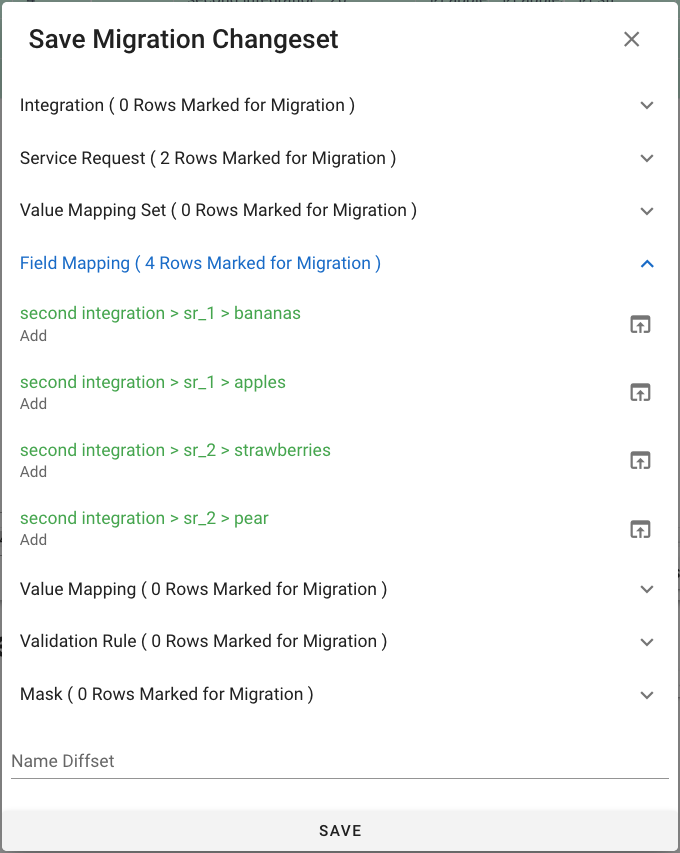 Save Migration Changeset
Integration ( 0 Rows Marked for Migration )
Service Request ( 2 Rows Marked for Migration )
Value Mapping Set ( 0 Rows Marked for Migration )
Field Mapping ( 4 Rows Marked for Migration )
second integration > sr_1 > bananas
Add
second integration > sr_1 > apples
Add
second integration > sr_2 > strawberries
Add
second integration > sr_2 > pear
Add
Value Mapping ( 0 Rows Marked for Migration )
Validation Rule ( 0 Rows Marked for Migration )
Mask ( 0 Rows Marked for Migration )
Name Diffset
SAVE